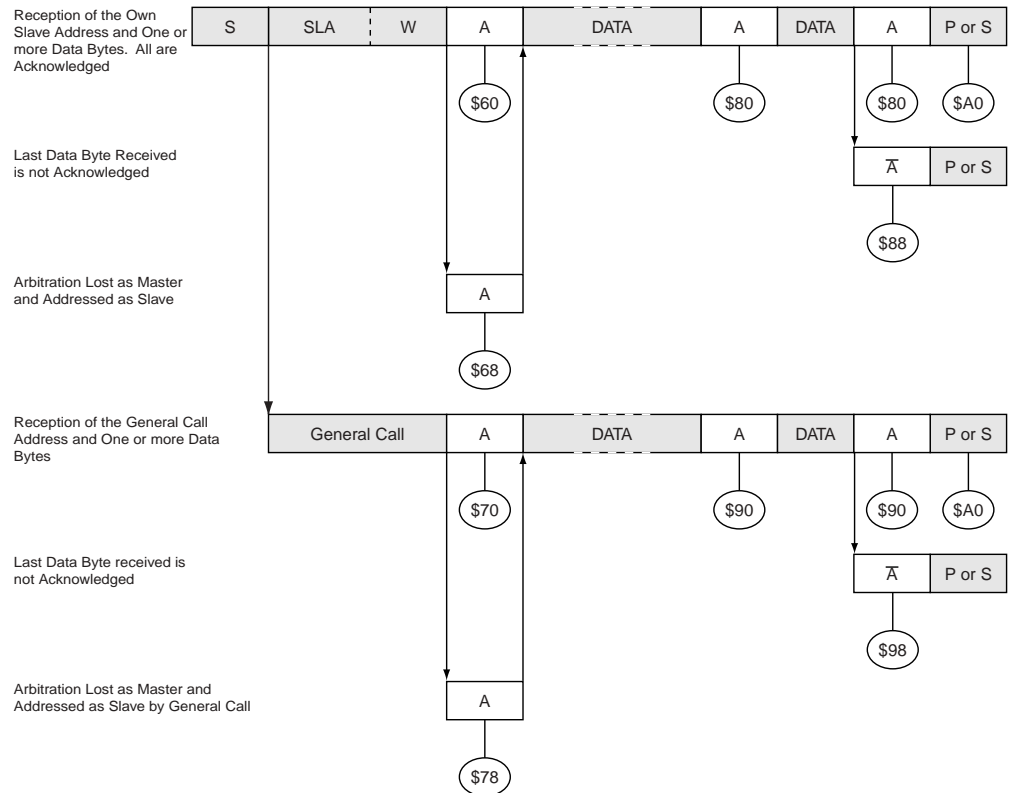 Reception of the Own
Slave Address and One or
more Data Bytes. All are
Acknowledged
S SLA W A DATA A DATA A P or S
$60 $80 $80 $A0
Last Data Byte Received
is not Acknowledged
A̅ P or S
$88
Arbitration Lost as Master
and Addressed as Slave
A
$68
Reception of the General Call
Address and One or more Data
Bytes
General Call A DATA A DATA A P or S
$70 $90 $90 $A0
Last Data Byte received is
not Acknowledged
A̅ P or S
$98
Arbitration Lost as Master and
Addressed as Slave by General Call
A
$78